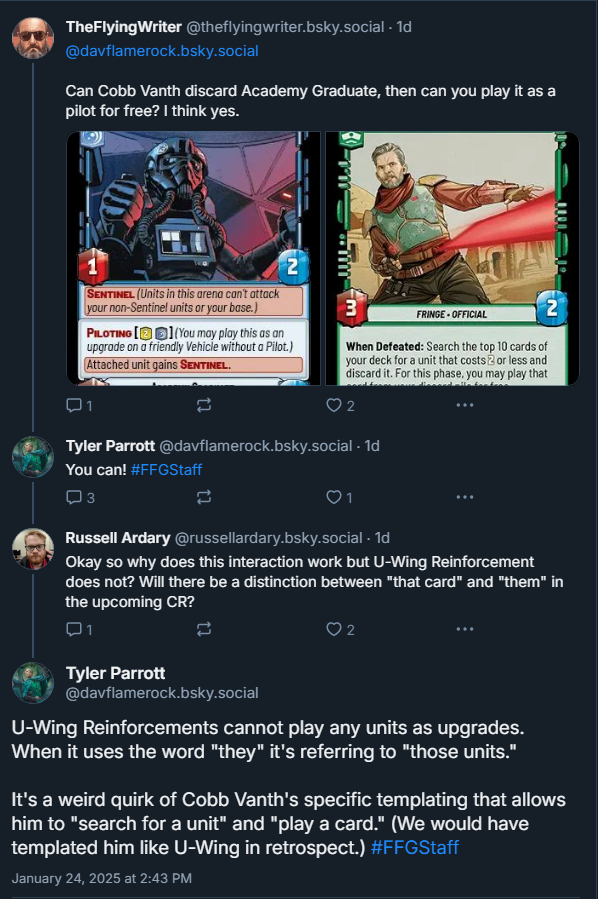 TheFlyingWriter @theflyingwriter.bsky.social · 1d
@davflamerock.bsky.social
Can Cobb Vanth discard Academy Graduate, then can you play it as a
pilot for free? I think yes.
1
2
SENTINEL (Units in this arena can't attack
your non-Sentinel units or your base.)
PILOTING [2] (You may play this as an
upgrade on a friendly Vehicle without a Pilot.)
Attached unit gains SENTINEL.
3
2
FRINGE • OFFICIAL
When Defeated: Search the top 10 cards of
your deck for a unit that costs 2 or less and
discard it. For this phase, you may play that
card from your discard pile for free.
1
2
Tyler Parrott @davflamerock.bsky.social · 1d
You can! #FFGStaff
3
1
Russell Ardary @russellardary.bsky.social · 1d
Okay so why does this interaction work but U-Wing Reinforcement
does not? Will there be a distinction between "that card" and "them" in
the upcoming CR?
1
2
Tyler Parrott
@davflamerock.bsky.social
U-Wing Reinforcements cannot play any units as upgrades.
When it uses the word "they" it's referring to "those units."
It's a weird quirk of Cobb Vanth's specific templating that allows
him to "search for a unit" and "play a card." (We would have
templated him like U-Wing in retrospect.) #FFGStaff
January 24, 2025 at 2:43 PM